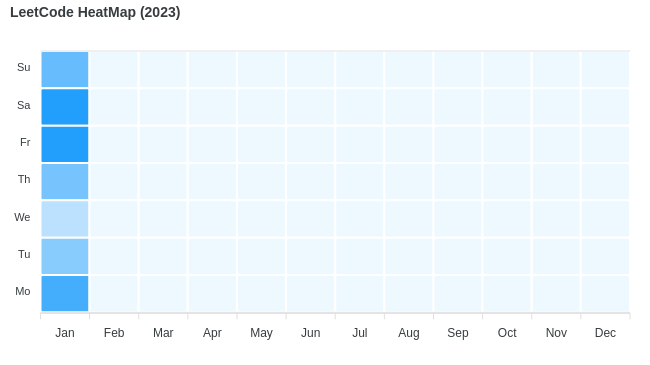 LeetCode HeatMap (2023)
Su
Sa
Fr
Th
We
Tu
Mo
Jan Feb Mar Apr May Jun Jul Aug Sep Oct Nov Dec